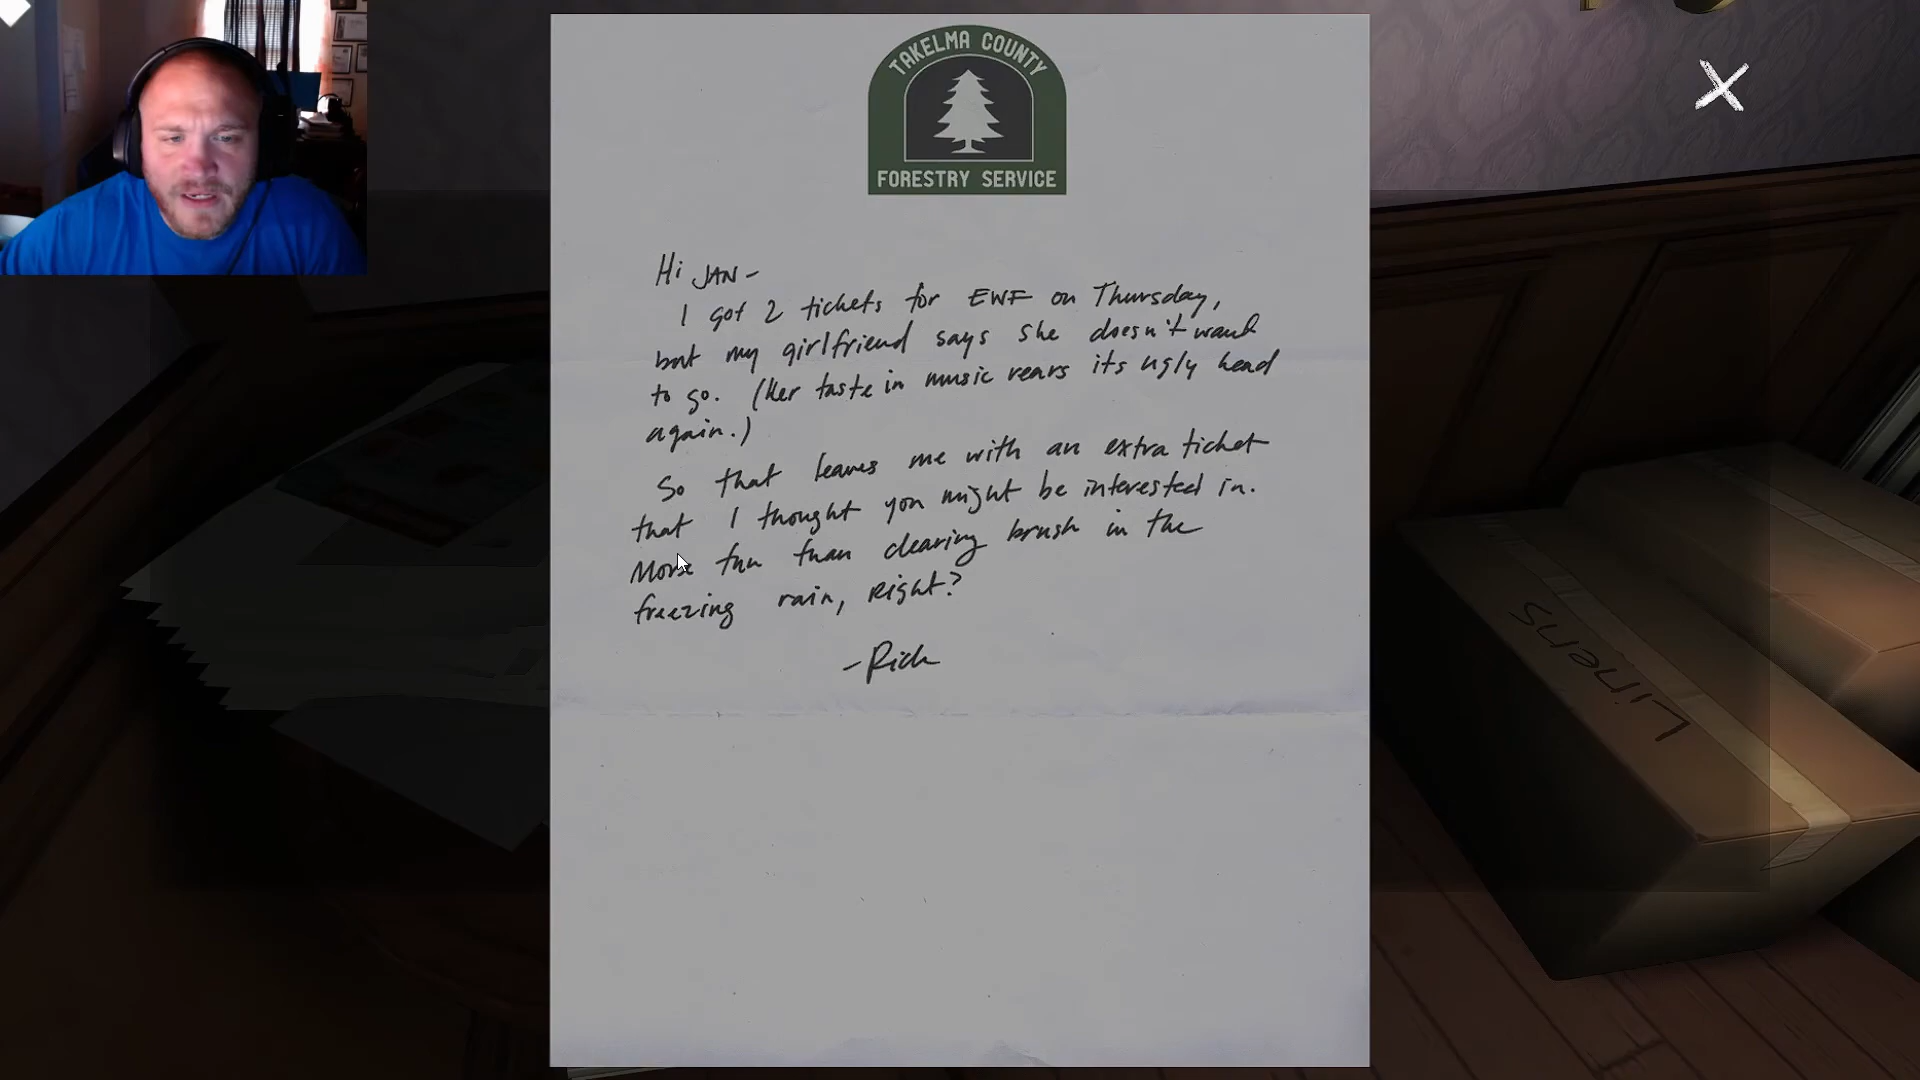 TAKELMA COUNTY
FORESTRY SERVICE
Hi JAN-
I got 2 tickets for EWF on Thursday,
but my girlfriend says she doesn't want
to go. (Her taste in music rears its ugly head
again.)
So that leaves me with an extra ticket
that I thought you might be interested in.
More fun than clearing brush in the
freezing rain, right?
-Rich
Linens